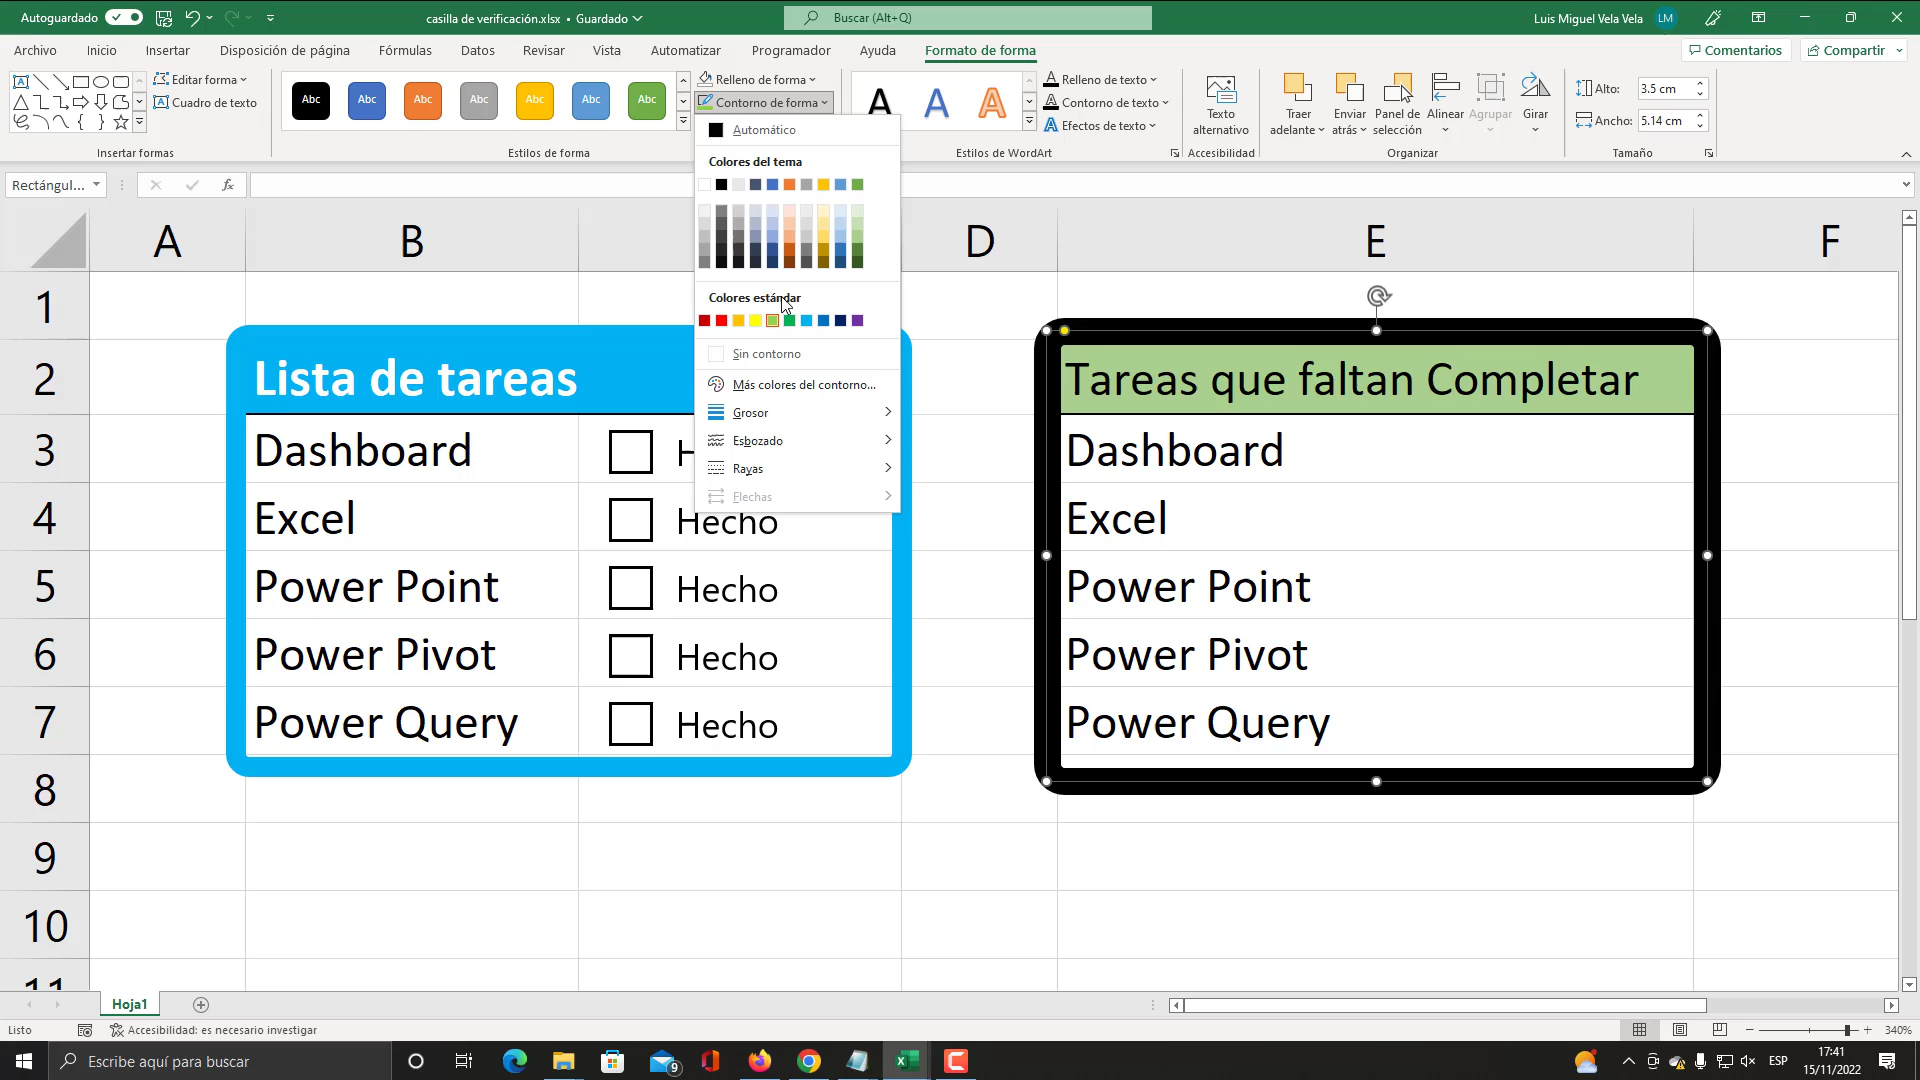 Autoguardado
casilla de verificación.xlsx • Guardado
Buscar (Alt+Q)
Luis Miguel Vela Vela
LM
Archivo
Inicio
Insertar
Disposición de página
Fórmulas
Datos
Revisar
Vista
Automatizar
Programador
Ayuda
Formato de forma
Comentarios
Compartir
Editar forma
Cuadro de texto
Insertar formas
Abc
Abc
Abc
Abc
Abc
Abc
Abc
Estilos de forma
Relleno de forma
Contorno de forma
A
A
A
Relleno de texto
Contorno de texto
Efectos de texto
Estilos de WordArt
Texto
alternativo
Accesibilidad
Traer
adelante
Enviar
atrás
Panel de
selección
Alinear
Agrupar
Girar
Organizar
Alto:
3.5 cm
Ancho:
5.14 cm
Tamaño
Rectángul...
fx
Automático
Colores del tema
Colores estándar
Sin contorno
Más colores del contorno...
Grosor
Esbozado
Rayas
Flechas
A
B
D
E
F
1
2
3
4
5
6
7
8
9
10
11
Lista de tareas
Dashboard
Excel
Hecho
Power Point
Hecho
Power Pivot
Hecho
Power Query
Hecho
Tareas que faltan Completar
Dashboard
Excel
Power Point
Power Pivot
Power Query
Hoja1
Listo
Accesibilidad: es necesario investigar
340%
Escribe aquí para buscar
9
ESP
17:41
15/11/2022